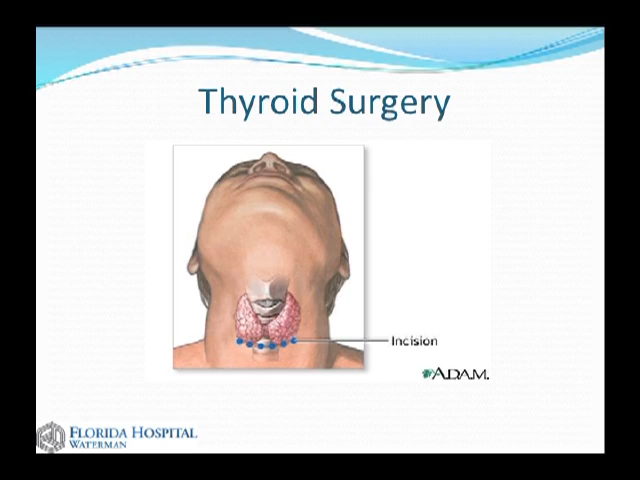 Thyroid Surgery
Incision
A.D.A.M.
FLORIDA HOSPITAL
WATERMAN